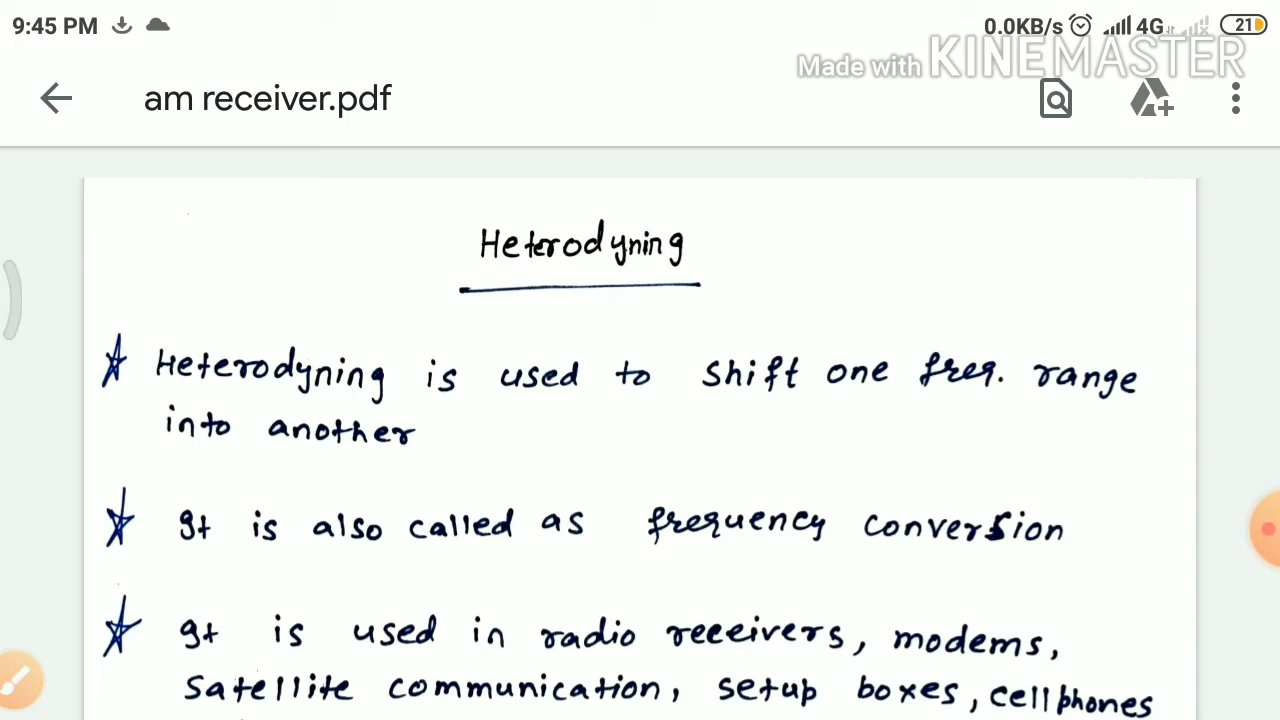 9:45 PM
0.0KB/s 4G 21
Made with KINEMASTER
am receiver.pdf
Heterodyning
Heterodyning is used to shift one freq. range
into another
It is also called as frequency conversion
It is used in radio receivers, modems,
Satellite communication, setup boxes, cellphones